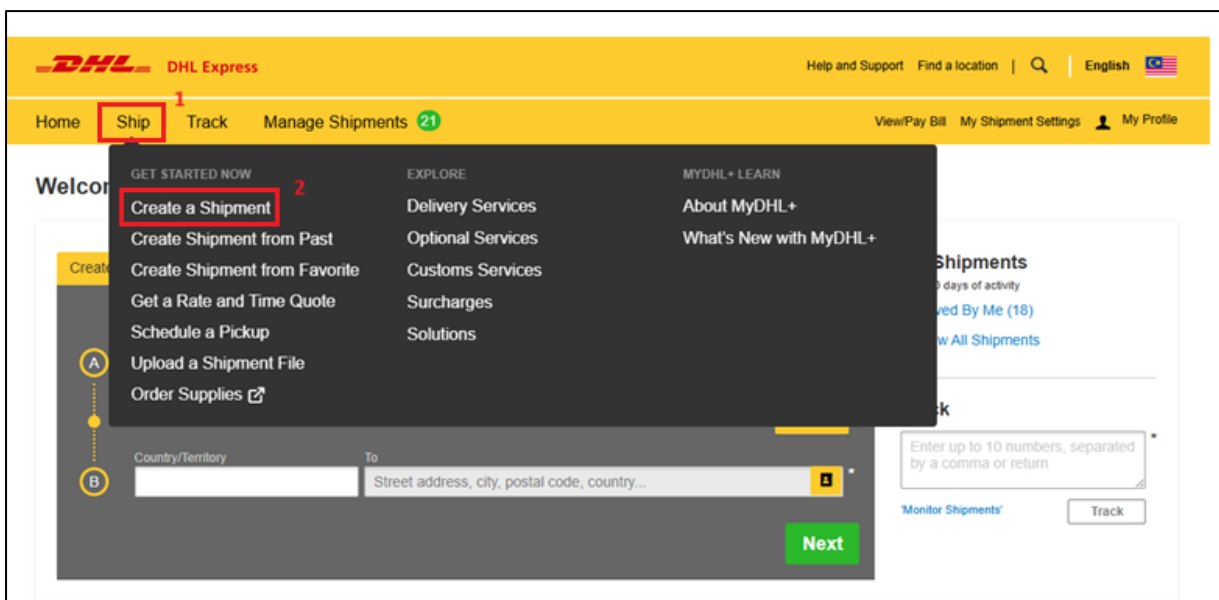 DHL DHL Express
Help and Support Find a location | English
1
Home Ship Track Manage Shipments 21
View/Pay Bill My Shipment Settings My Profile
Welcom
GET STARTED NOW
2
Create a Shipment
Create Shipment from Past
Create Shipment from Favorite
Get a Rate and Time Quote
Schedule a Pickup
Upload a Shipment File
Order Supplies
EXPLORE
Delivery Services
Optional Services
Customs Services
Surcharges
Solutions
MYDHL+ LEARN
About MyDHL+
What's New with MyDHL+
Create
A
Country/Territory
To
B
Street address, city, postal code, country...
*
Next
Shipments
days of activity
ved By Me (18)
w All Shipments
k
Enter up to 10 numbers, separated
by a comma or return
*
'Monitor Shipments'
Track